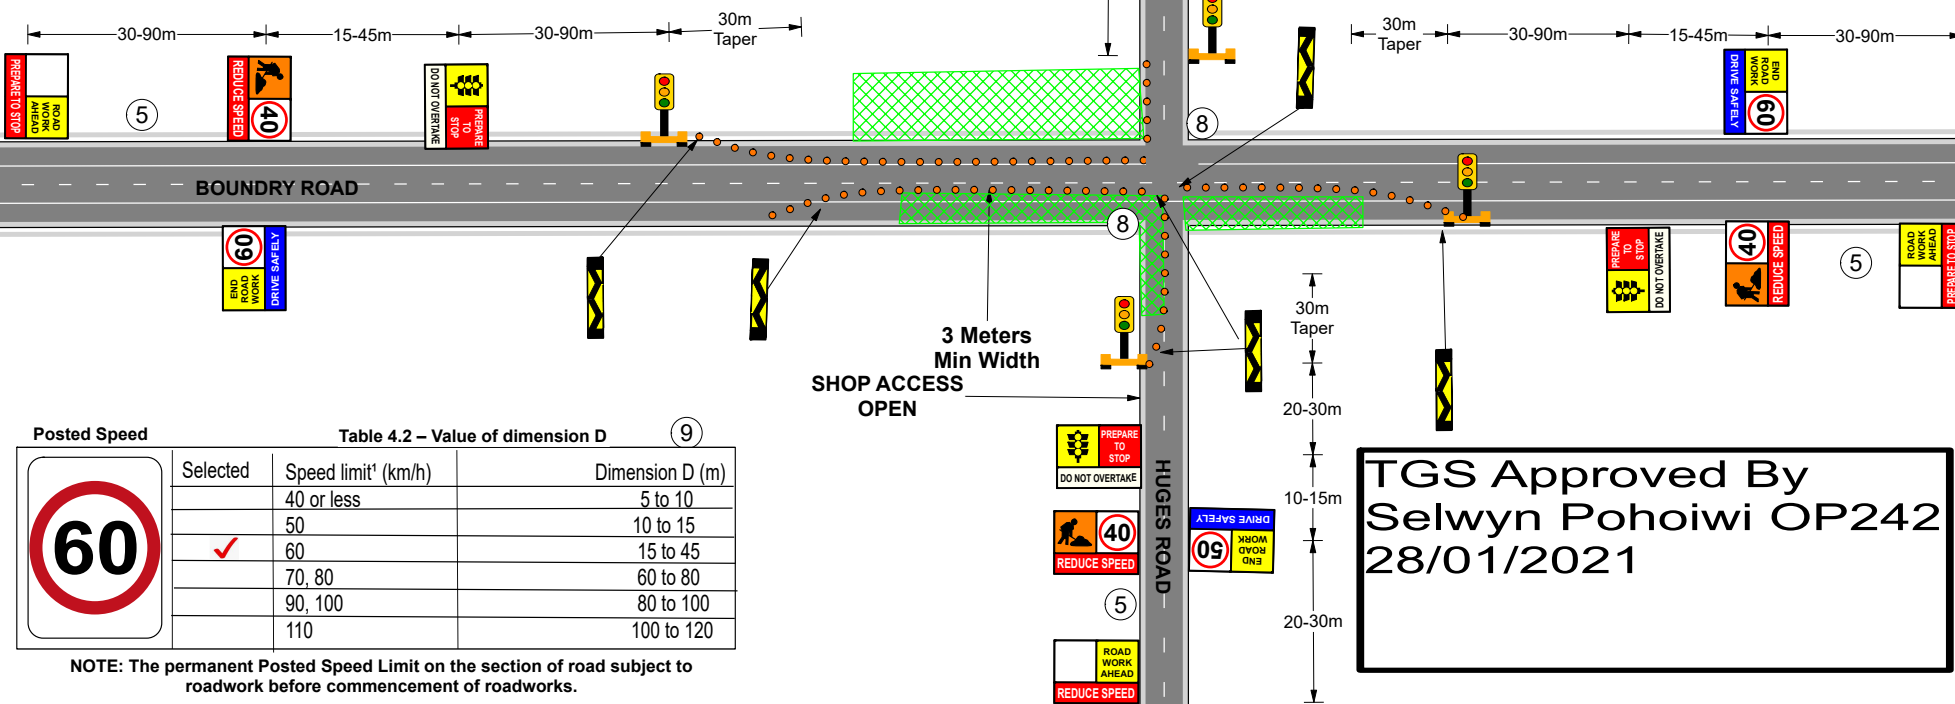 30-90m
15-45m
30-90m
30m
Taper
30m
Taper
30-90m
15-45m
30-90m
PREPARE TO STOP
ROAD
WORK
AHEAD
5
REDUCE SPEED
40
DO NOT OVERTAKE
PREPARE
TO
STOP
8
DRIVE SAFELY
END
ROAD
WORK
60
BOUNDRY ROAD
60
END
ROAD
WORK
DRIVE SAFELY
8
PREPARE
TO
STOP
DO NOT OVERTAKE
40
REDUCE SPEED
5
ROAD
WORK
AHEAD
PREPARE TO STOP
3 Meters
Min Width
SHOP ACCESS
OPEN
30m
Taper
20-30m
10-15m
20-30m
PREPARE
TO
STOP
DO NOT OVERTAKE
40
REDUCE SPEED
5
ROAD
WORK
AHEAD
REDUCE SPEED
HUGES ROAD
DRIVE SAFELY
50
END
ROAD
WORK
Posted Speed
Table 4.2 – Value of dimension D
9
60
Selected Speed limit¹ (km/h) Dimension D (m)
40 or less 5 to 10
50 10 to 15
✓ 60 15 to 45
70, 80 60 to 80
90, 100 80 to 100
110 100 to 120
NOTE: The permanent Posted Speed Limit on the section of road subject to
roadwork before commencement of roadworks.
TGS Approved By
Selwyn Pohoiwi OP242
28/01/2021